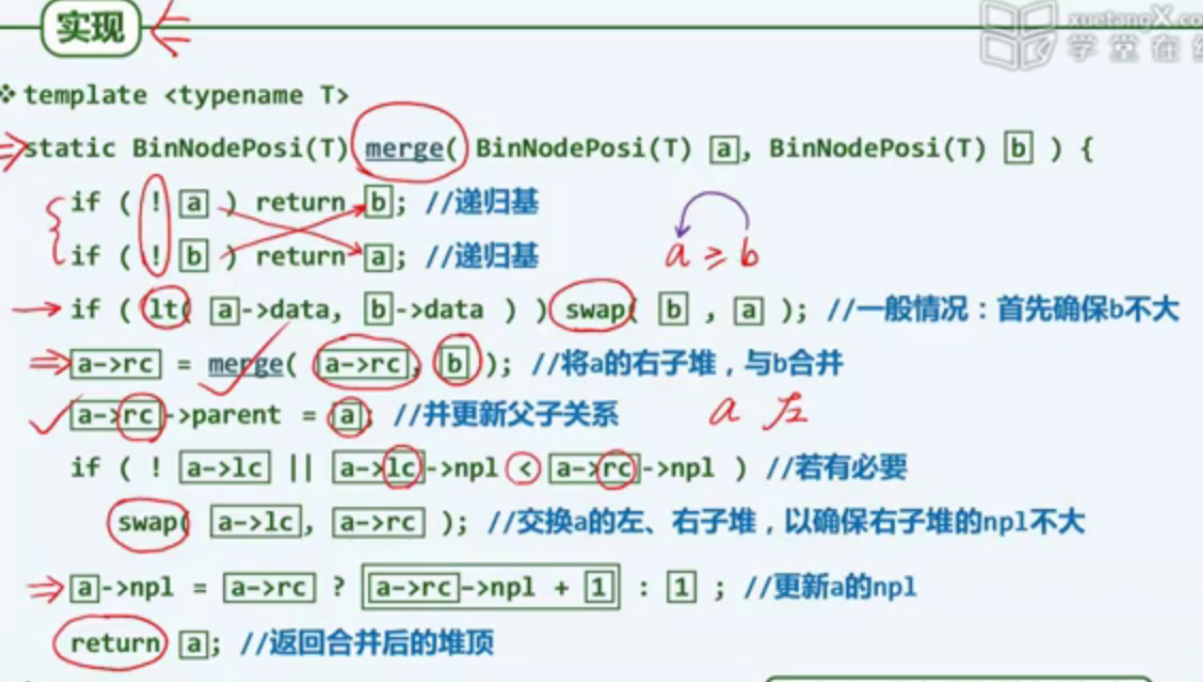 实现
xuetangX.co
学堂在线
❖ template <typename T>
static BinNodePosi(T) merge( BinNodePosi(T) a, BinNodePosi(T) b ) {
if ( ! a ) return b; //递归基
if ( ! b ) return a; //递归基
a ≥ b
if ( lt( a->data, b->data ) ) swap( b , a ); //一般情况：首先确保b不大
a->rc = merge( a->rc, b ); //将a的右子堆，与b合并
a->rc->parent = a; //并更新父子关系
a 左
if ( ! a->lc || a->lc->npl < a->rc->npl ) //若有必要
swap( a->lc, a->rc ); //交换a的左、右子堆，以确保右子堆的npl不大
a->npl = a->rc ? a->rc->npl + 1 : 1 ; //更新a的npl
return a; //返回合并后的堆顶